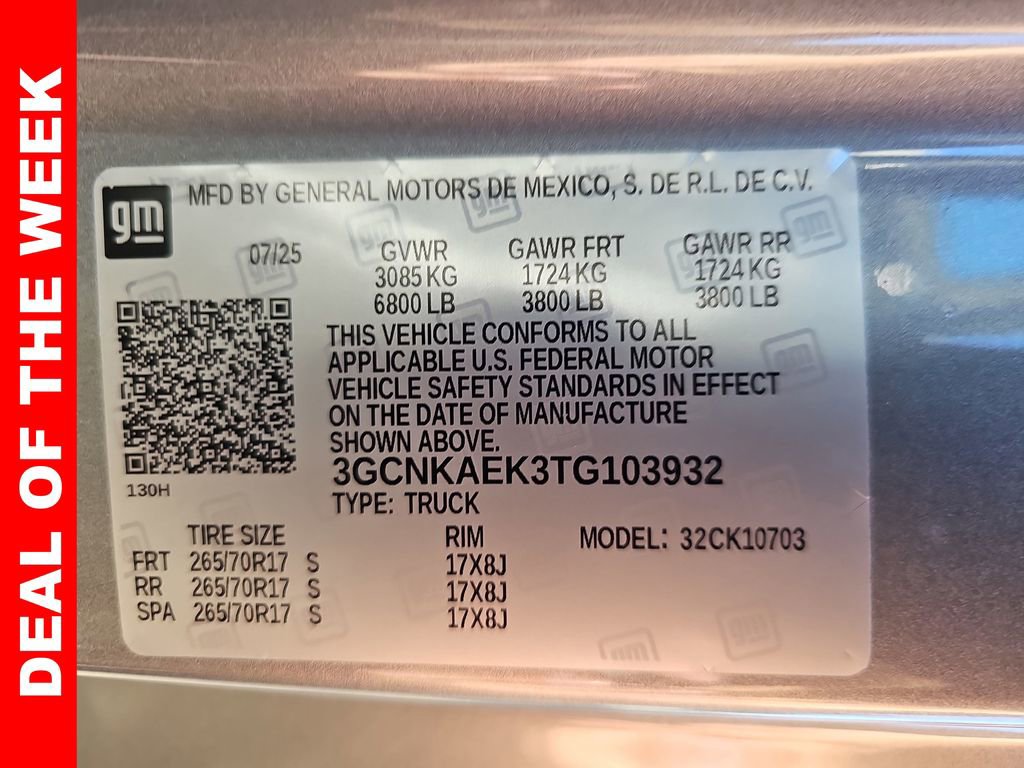 DEAL OF THE WEEK
gm
MFD BY GENERAL MOTORS DE MEXICO, S. DE R.L. DE C.V.
07/25 GVWR GAWR FRT GAWR RR
3085 KG 1724 KG 1724 KG
6800 LB 3800 LB 3800 LB
THIS VEHICLE CONFORMS TO ALL
APPLICABLE U.S. FEDERAL MOTOR
VEHICLE SAFETY STANDARDS IN EFFECT
ON THE DATE OF MANUFACTURE
SHOWN ABOVE.
3GCNKAEK3TG103932
130H
TYPE: TRUCK
TIRE SIZE RIM MODEL: 32CK10703
FRT 265/70R17 S 17X8J
RR 265/70R17 S 17X8J
SPA 265/70R17 S 17X8J